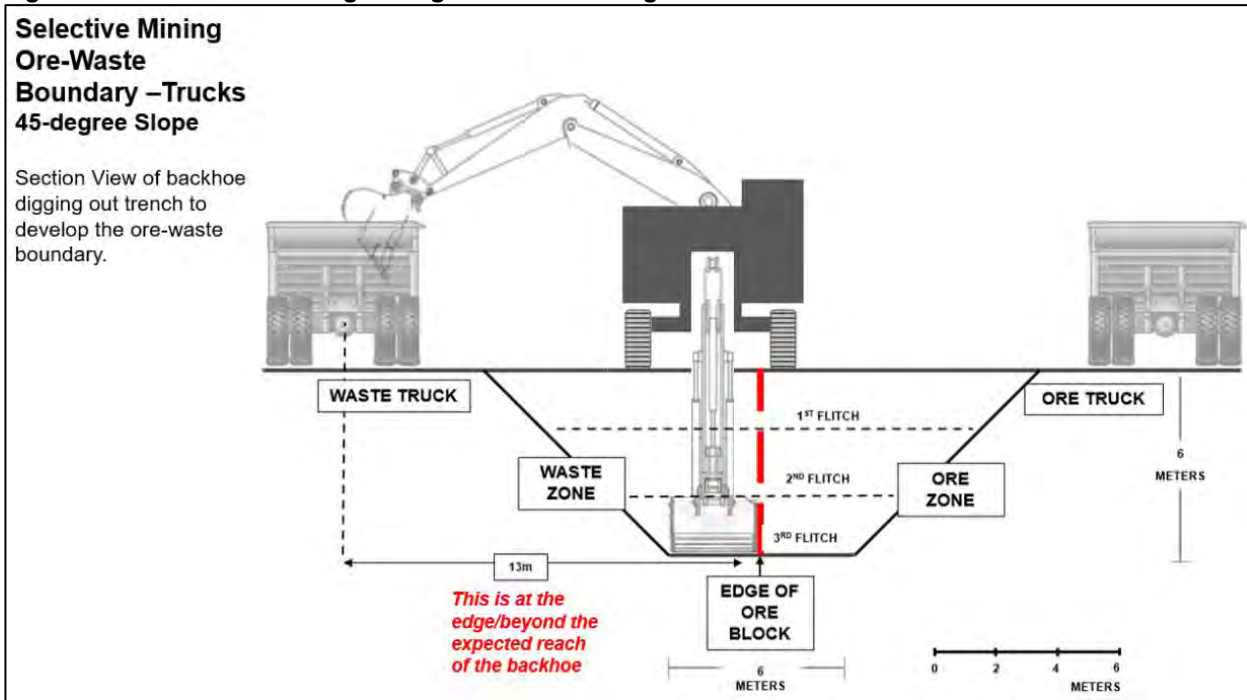 Selective Mining
Ore-Waste
Boundary –Trucks
45-degree Slope
Section View of backhoe
digging out trench to
develop the ore-waste
boundary.
WASTE TRUCK
ORE TRUCK
1ST FLITCH
WASTE
ZONE
2ND FLITCH
ORE
ZONE
6
METERS
3RD FLITCH
13m
This is at the
edge/beyond the
expected reach
of the backhoe
EDGE OF
ORE
BLOCK
6
METERS
0 2 4 6
METERS